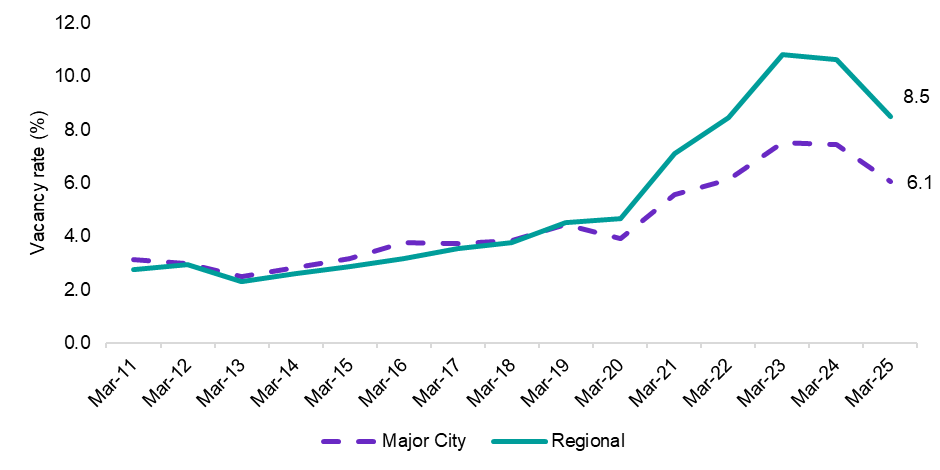 Vacancy rate (%)
12.0
10.0
8.0
6.0
4.0
2.0
0.0
8.5
6.1
Mar-11
Mar-12
Mar-13
Mar-14
Mar-15
Mar-16
Mar-17
Mar-18
Mar-19
Mar-20
Mar-21
Mar-22
Mar-23
Mar-24
Mar-25
Major City
Regional